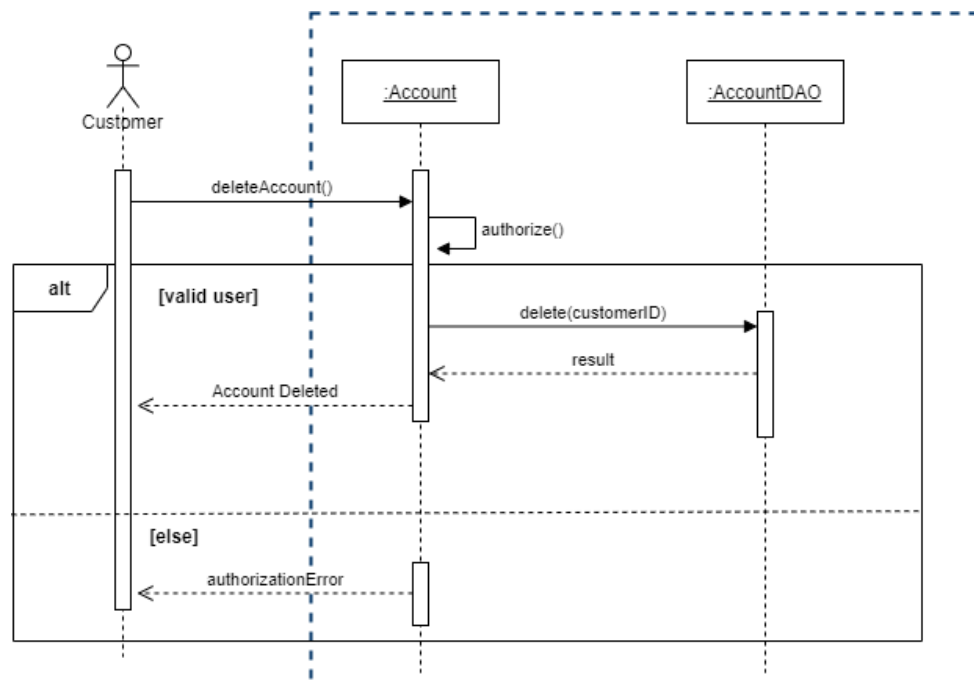 Customer
:Account
:AccountDAO
deleteAccount()
authorize()
alt
[valid user]
delete(customerID)
result
Account Deleted
[else]
authorizationError